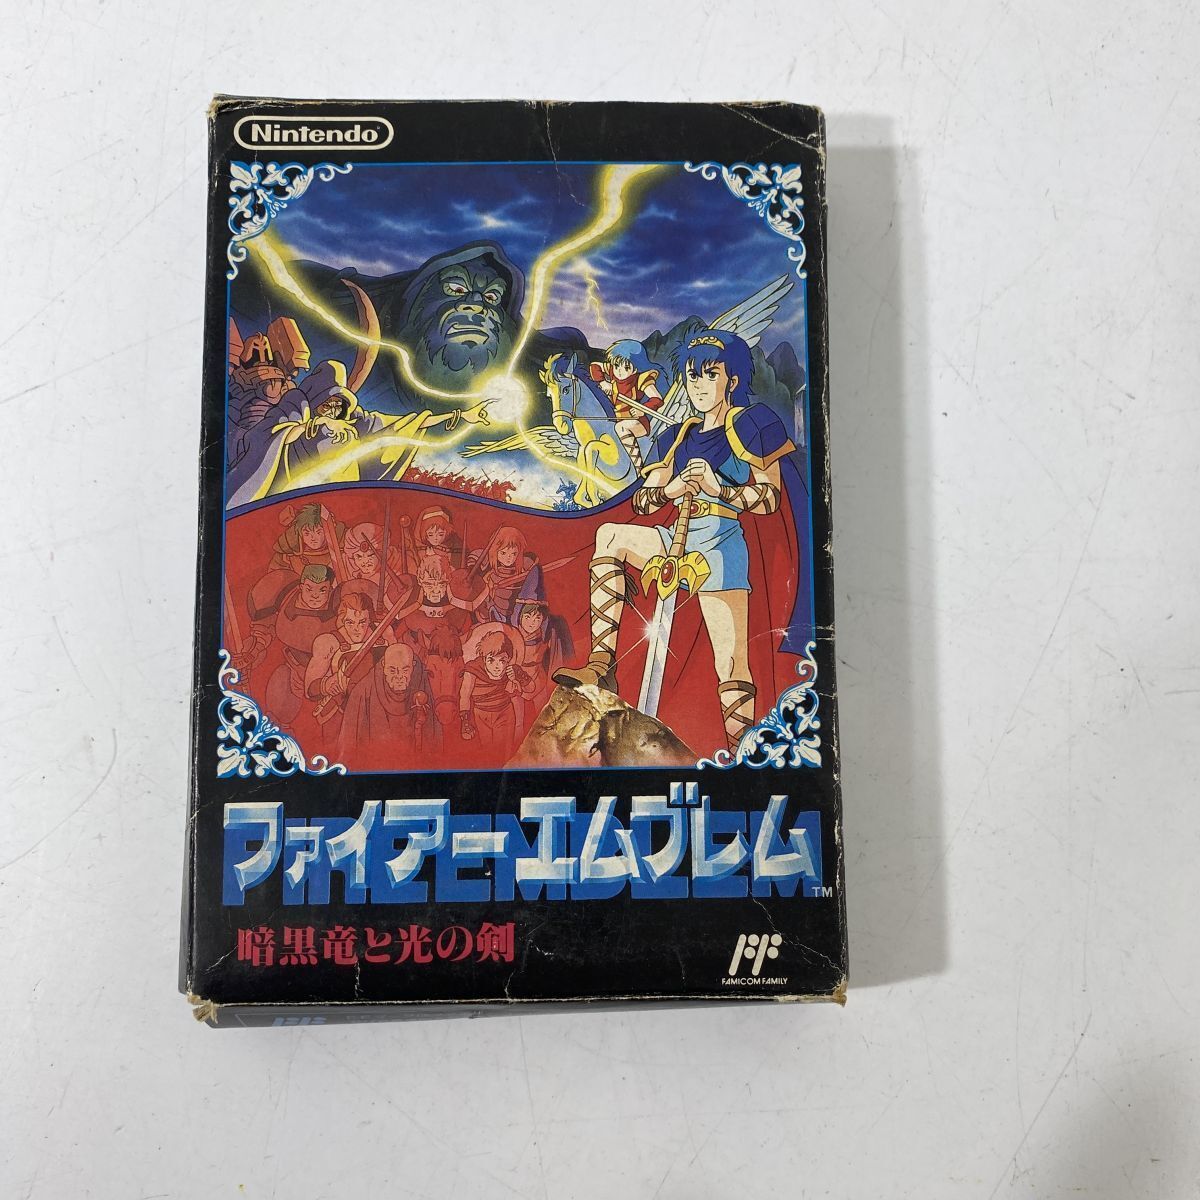 Nintendo
ファイアーエムブレム
FIRE EMBLEM
TM
暗黒竜と光の剣
FF
FAMICOM FAMILY